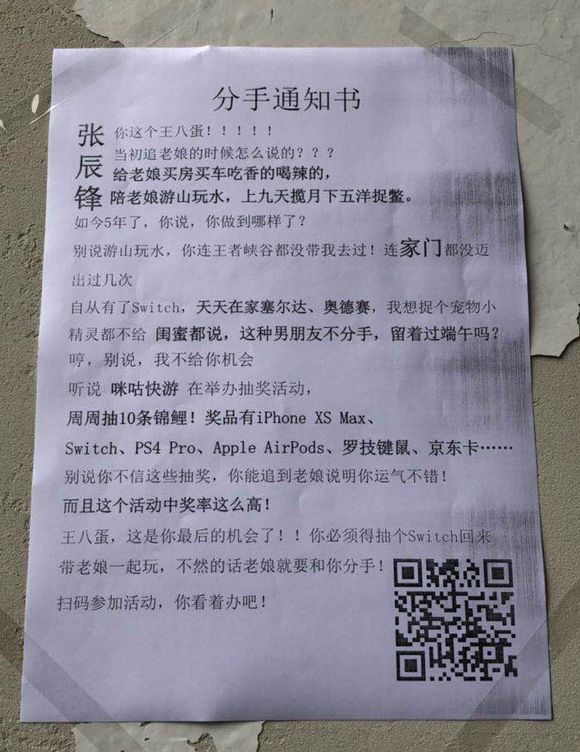 分手通知书
张辰锋
你这个王八蛋！！！！！
当初追老娘的时候怎么说的？？？
给老娘买房买车吃香的喝辣的，
陪老娘游山玩水，上九天揽月下五洋捉鳖。
如今5年了，你说，你做到哪样了？
别说游山玩水，你连王者峡谷都没带我去过！连家门都没迈
出过几次
自从有了Switch，天天在家塞尔达、奥德赛，我想捉个宠物小
精灵都不给 闺蜜都说，这种男朋友不分手，留着过端午吗？
哼，别说，我不给你机会
听说 咪咕快游 在举办抽奖活动，
周周抽10条锦鲤！奖品有iPhone XS Max、
Switch、PS4 Pro、Apple AirPods、罗技键鼠、京东卡……
别说你不信这些抽奖，你能追到老娘说明你运气不错！
而且这个活动中奖率这么高！
王八蛋，这是你最后的机会了！！你必须得抽个Switch回来
带老娘一起玩，不然的话老娘就要和你分手！
扫码参加活动，你看着办吧！